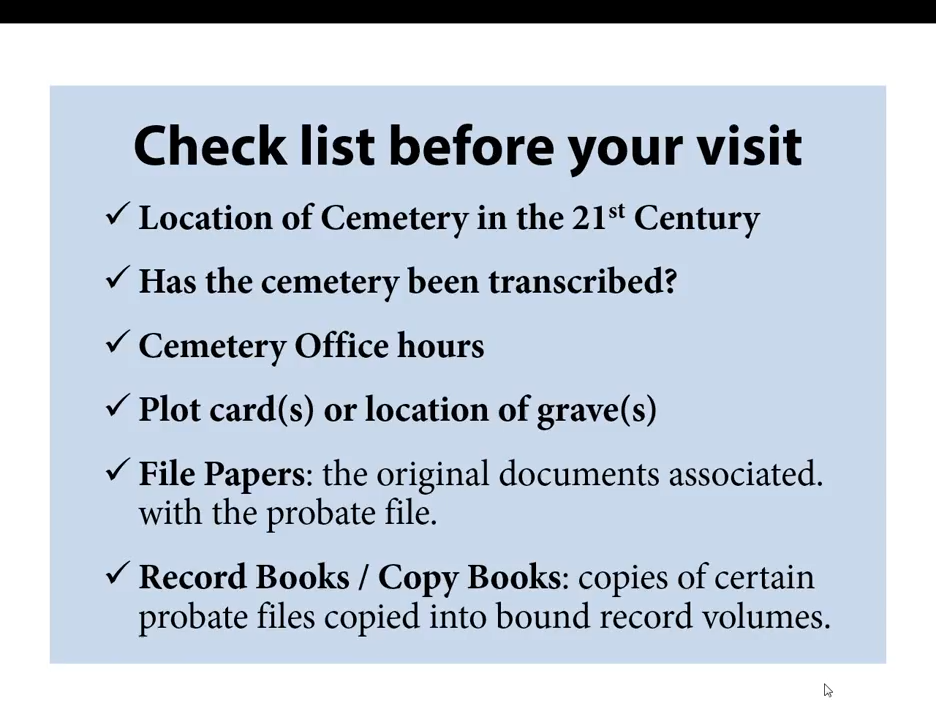 Check list before your visit
✓ Location of Cemetery in the 21st Century
✓ Has the cemetery been transcribed?
✓ Cemetery Office hours
✓ Plot card(s) or location of grave(s)
✓ File Papers: the original documents associated.
with the probate file.
✓ Record Books / Copy Books: copies of certain
probate files copied into bound record volumes.